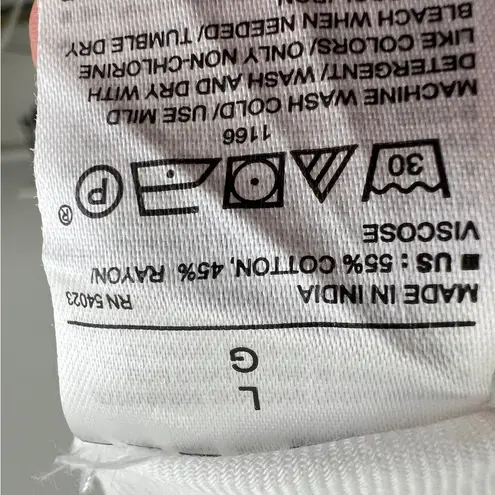 L
G
MADE IN INDIA RN 54023
■ US : 55% COTTON, 45% RAYON/
VISCOSE
30 P ®
1166
MACHINE WASH COLD/ USE MILD
DETERGENT/ WASH AND DRY WITH
LIKE COLORS/ ONLY NON-CHLORINE
BLEACH WHEN NEEDED/ TUMBLE DRY